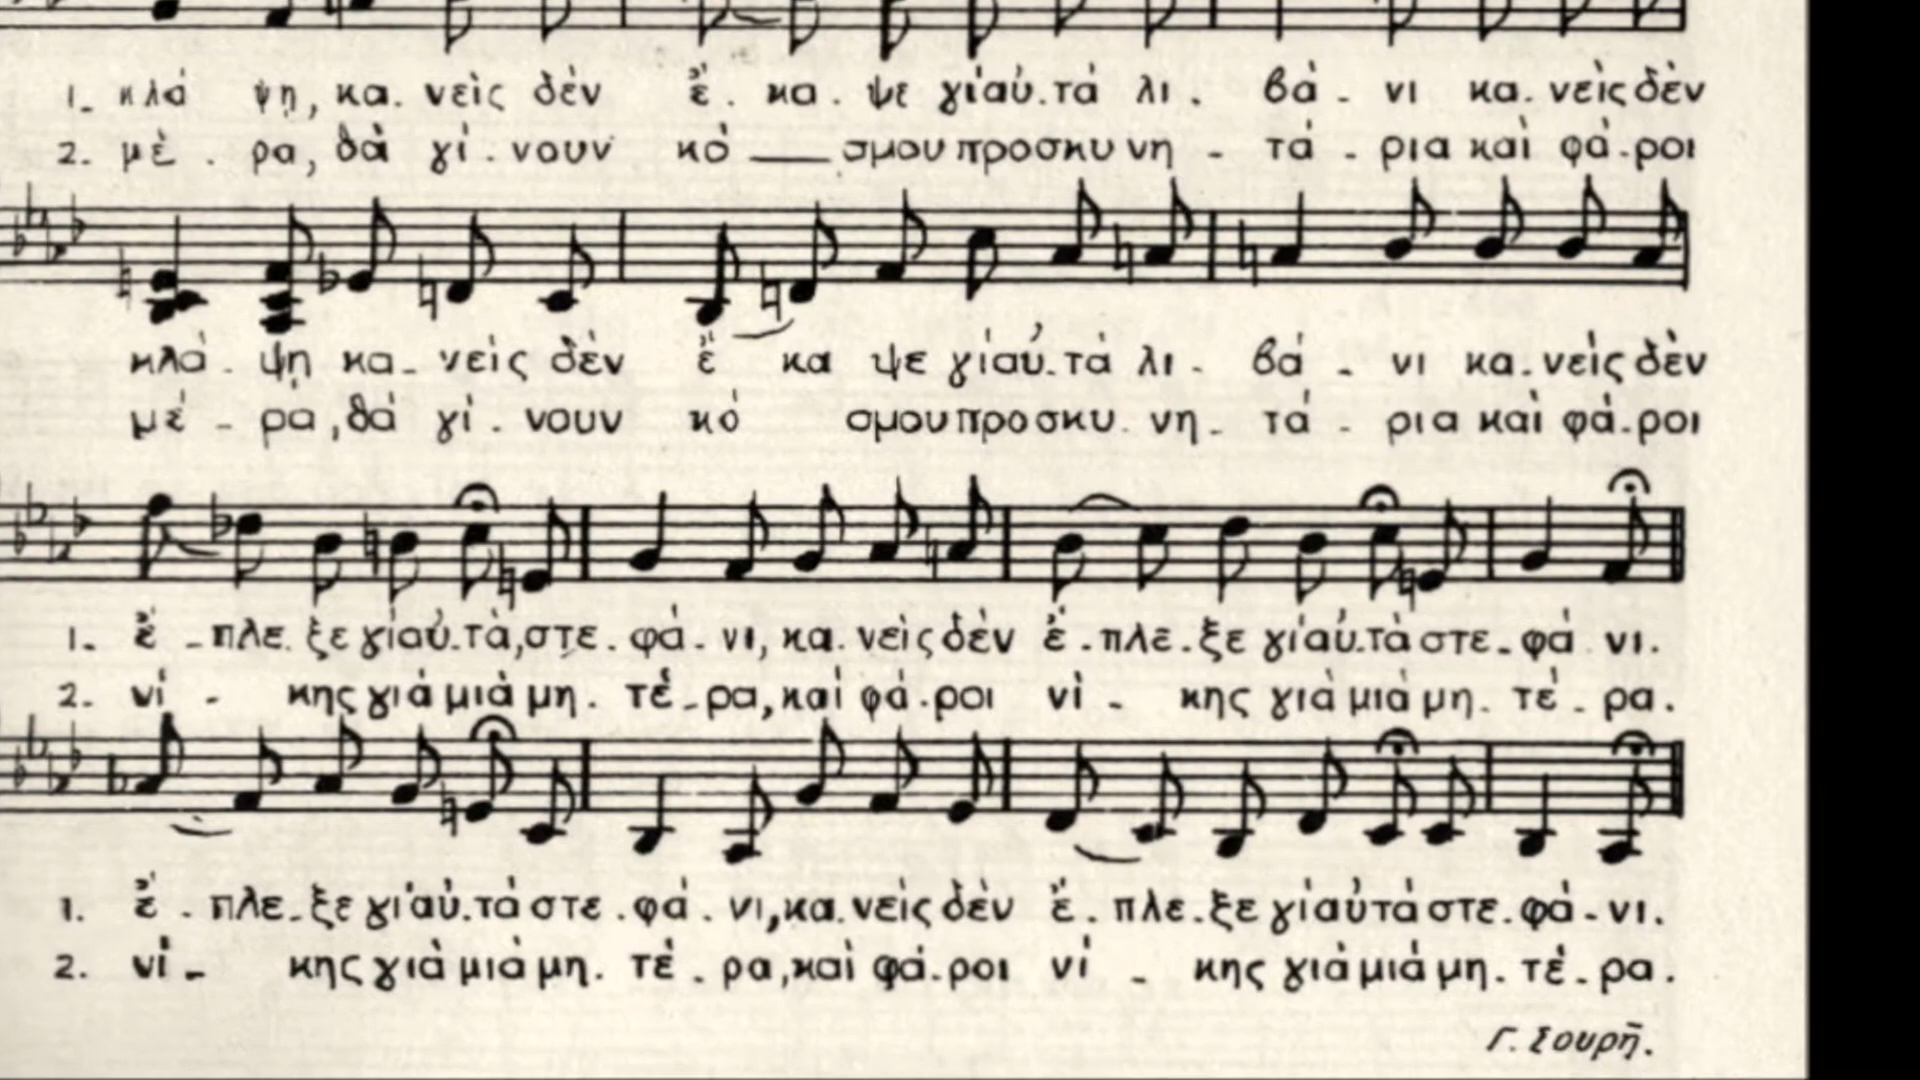 1. κλά ψη, κα. νεὶς δὲν ἔ. κα. ψε γἰαὐ.τὰ λι. βά. νι κα. νεὶς δὲν
2. μέ. ρα, θὰ γί. νουν κό σμου προσκυ νη - τά - ρια καὶ φά.ροι
κλά. ψη κα. νεὶς δὲν ἔ κα ψε γἰαὐ.τὰ λι. βά - νι κα.νεὶς δὲν
μέ - ρα, θὰ γί. νουν κό σμου προσκυ. νη. τά - ρια καὶ φά.ροι
1. ἔ - πλε. ξε γἰαὐ.τὰ, στε. φά. νι, κα. νεὶς δὲν ἔ. πλε. ξε γἰαὐ.τὰ στε. φά νι.
2. νί - κης γιὰ μιὰ μη. τέ - ρα, καὶ φά. ροι νί - κης γιὰ μιὰ μη. τέ - ρα.
1. ἔ. πλε. ξε γἰαὐ.τὰ στε. φά. νι, κα. νεὶς δὲν ἔ. πλε. ξε γἰαὐτὰ στε. φά - νι.
2. νί - κης γιὰ μιὰ μη. τέ. ρα, καὶ φά. ροι νί - κης γιὰ μιὰ μη. τέ - ρα.
Γ. Σουρῆ.